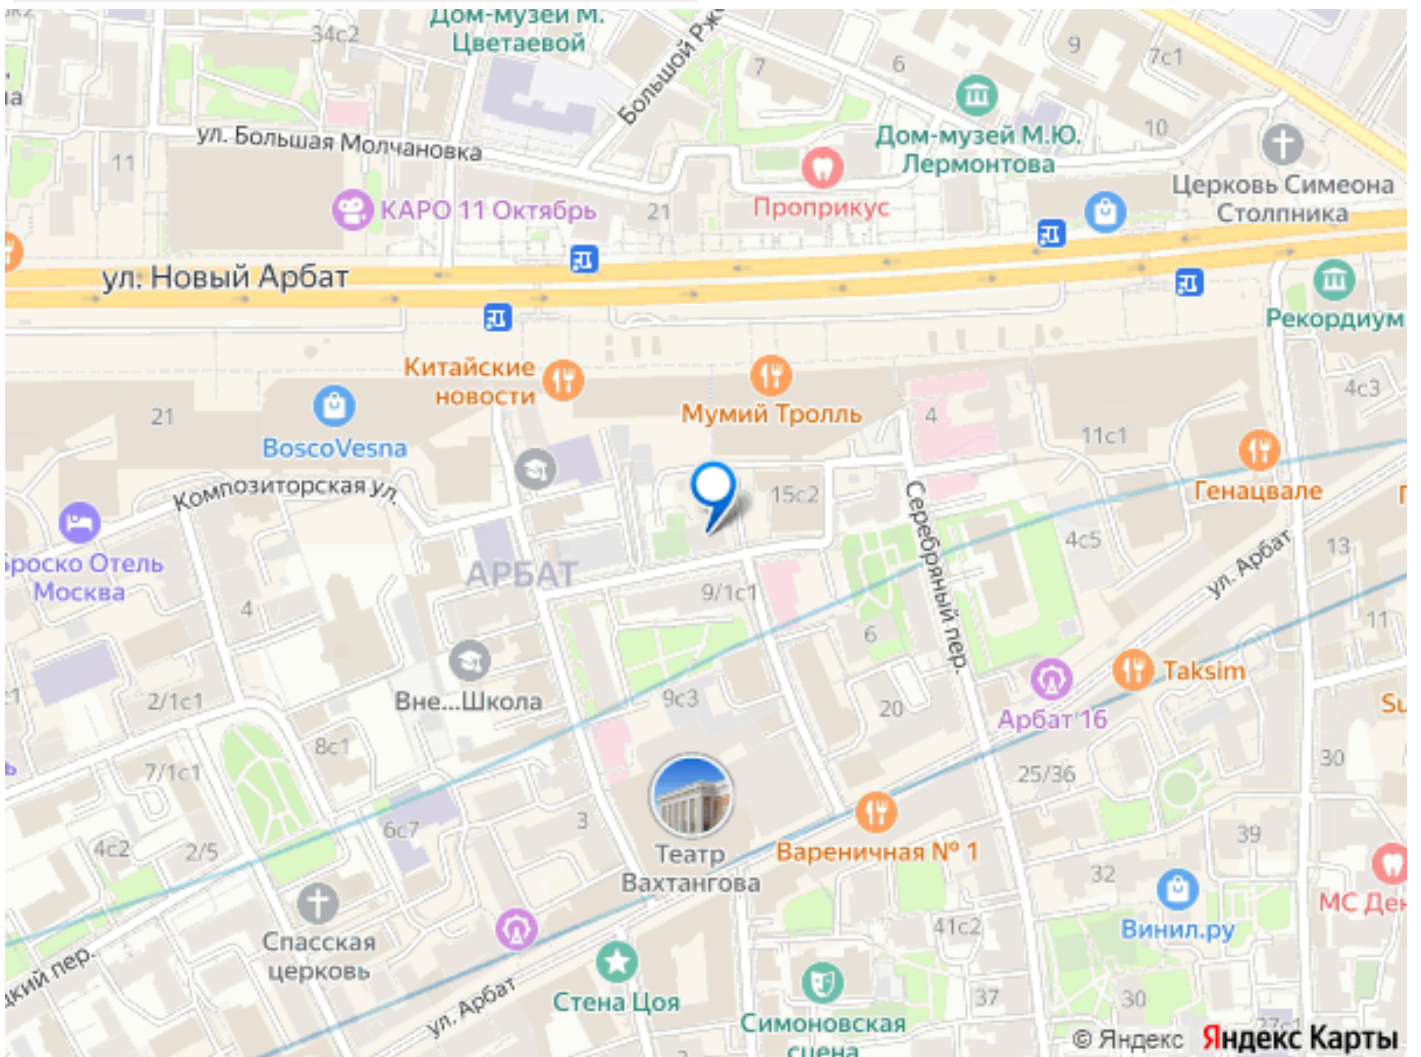 Дом-музей М.
Цветаевой
34с2
7
6
9
7с1
10
Дом-музей М.Ю.
Лермонтова
ул. Большая Молчановка
11
КАРО 11 Октябрь
21
Проприкус
Церковь Симеона
Столпника
ул. Новый Арбат
Рекордиум
Китайские
новости
Мумий Тролль
4с3
21
BoscoVesna
4
11с1
Композиторская ул.
15с2
Генацвале
Серебряный пер.
4с5
13
ул. Арбат
Отель
Москва
АРБАТ
9/1с1
4
6
11
Вне...Школа
Taksim
2/1с1
9с3
20
Арбат 16
8с1
7/1с1
25/36
30
6с7
3
39
4с2
2/5
Театр
Вахтангова
Вареничная № 1
32
Спасская
церковь
41с2
Винил.ру
ул. Арбат
Стена Цоя
37
30
Симоновская
сцена
© Яндекс Яндекс Карты